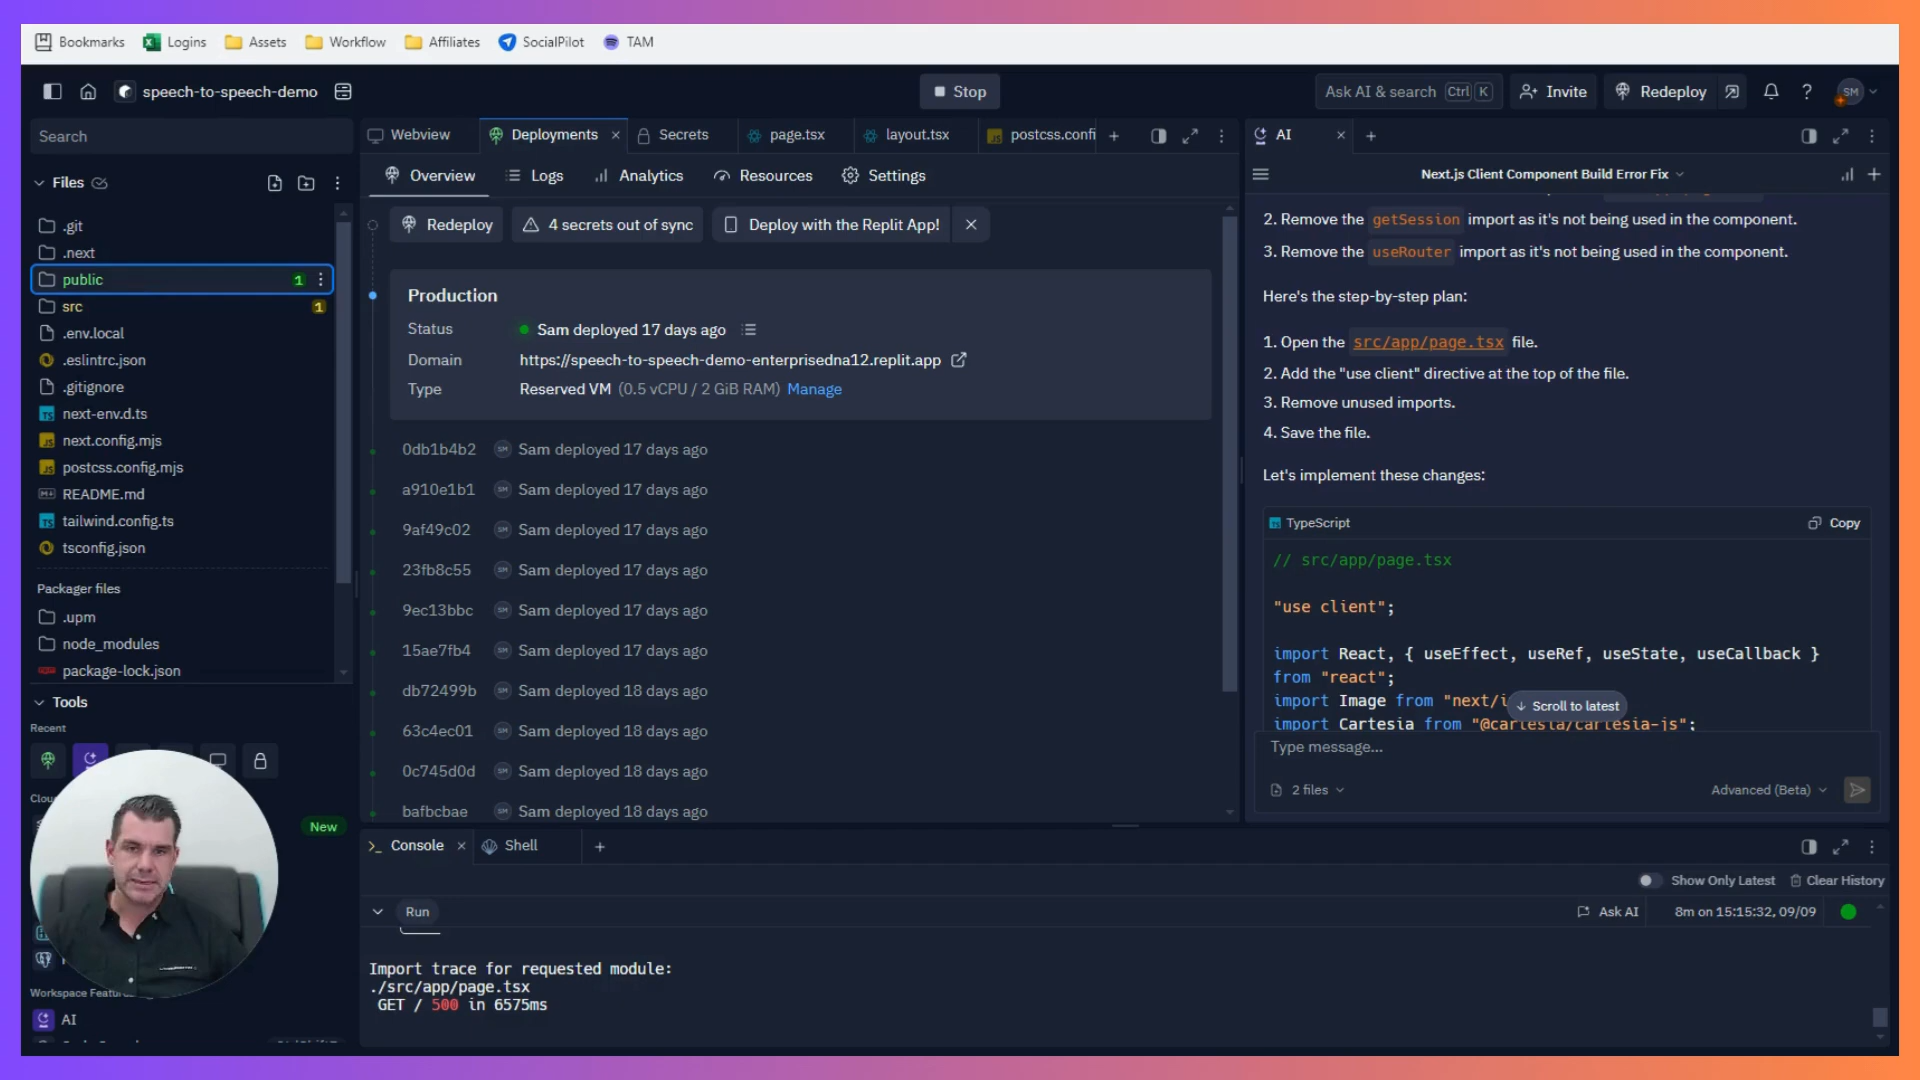 Bookmarks Logins Assets Workflow Affiliates SocialPilot TAM
speech-to-speech-demo
Stop
Ask AI & search Ctrl K
Invite
Redeploy
SM
Search
Files
.git
.next
public 1
src 1
.env.local
.eslintrc.json
.gitignore
next-env.d.ts
next.config.mjs
postcss.config.mjs
README.md
tailwind.config.ts
tsconfig.json
Packager files
.upm
node_modules
package-lock.json
Tools
Recent
New
AI
Webview Deployments Secrets page.tsx layout.tsx postcss.confi
Overview Logs Analytics Resources Settings
Redeploy 4 secrets out of sync Deploy with the Replit App!
Production
Status Sam deployed 17 days ago
Domain https://speech-to-speech-demo-enterprisedna12.replit.app
Type Reserved VM (0.5 vCPU / 2 GiB RAM) Manage
0db1b4b2 SM Sam deployed 17 days ago
a910e1b1 SM Sam deployed 17 days ago
9af49c02 SM Sam deployed 17 days ago
23fb8c55 SM Sam deployed 17 days ago
9ec13bbc SM Sam deployed 17 days ago
15ae7fb4 SM Sam deployed 17 days ago
db72499b SM Sam deployed 18 days ago
63c4ec01 SM Sam deployed 18 days ago
0c745d0d SM Sam deployed 18 days ago
bafbcbae SM Sam deployed 18 days ago
Console Shell
Show Only Latest Clear History
Run
Ask AI 8m on 15:15:32, 09/09
Import trace for requested module:
./src/app/page.tsx
GET / 500 in 6575ms
AI
Next.js Client Component Build Error Fix
2. Remove the getSession import as it's not being used in the component.
3. Remove the useRouter import as it's not being used in the component.
Here's the step-by-step plan:
1. Open the src/app/page.tsx file.
2. Add the "use client" directive at the top of the file.
3. Remove unused imports.
4. Save the file.
Let's implement these changes:
TypeScript Copy
// src/app/page.tsx
"use client";
import React, { useEffect, useRef, useState, useCallback }
from "react";
import Image from "next/i
Scroll to latest
import Cartesia from "@cartesia/cartesia-js";
Type message...
2 files
Advanced (Beta)